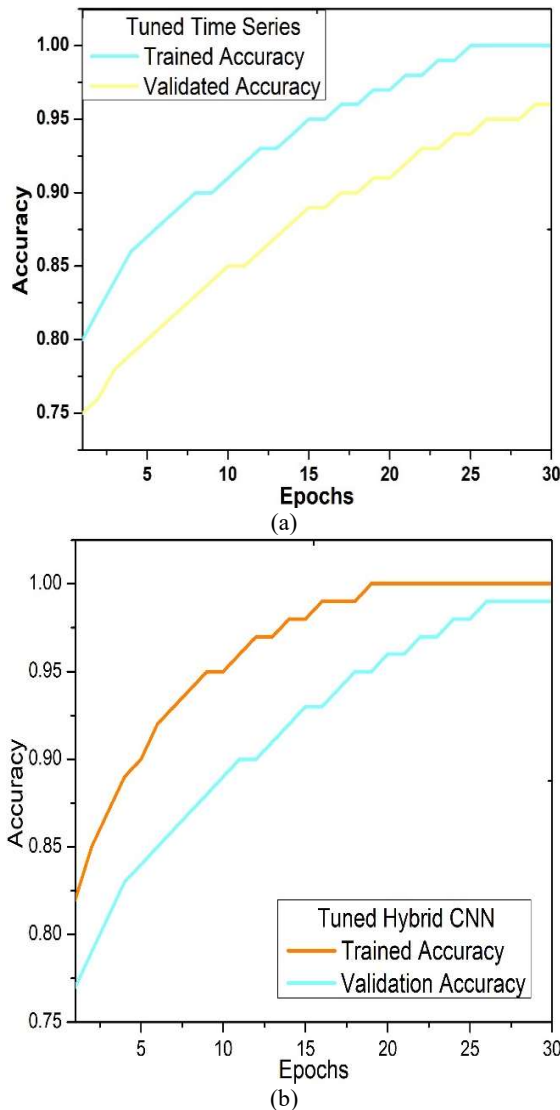 Tuned Time Series
Trained Accuracy
Validated Accuracy
1.00
0.95
0.90
0.85
0.80
0.75
Accuracy
5 10 15 20 25 30
Epochs
(a)
1.00
0.95
0.90
0.85
0.80
0.75
Accuracy
Tuned Hybrid CNN
Trained Accuracy
Validation Accuracy
5 10 15 20 25 30
Epochs
(b)